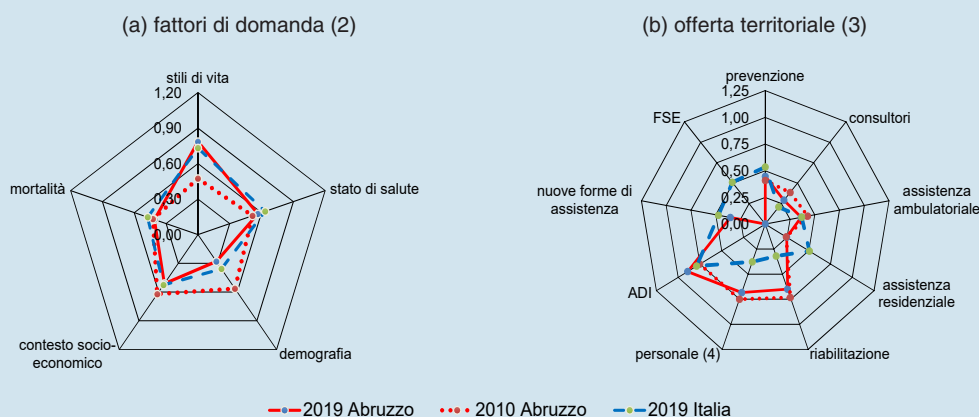 (a) fattori di domanda (2)
(b) offerta territoriale (3)
stili di vita
1,20
0,90
0,60
0,30
0,00
mortalità
stato di salute
contesto socio-
economico
demografia
prevenzione
1,25
1,00
0,75
0,50
0,25
0,00
FSE
consultori
nuove forme di
assistenza
assistenza
ambulatoriale
ADI
assistenza
residenziale
personale (4)
riabilitazione
2019 Abruzzo
2010 Abruzzo
2019 Italia